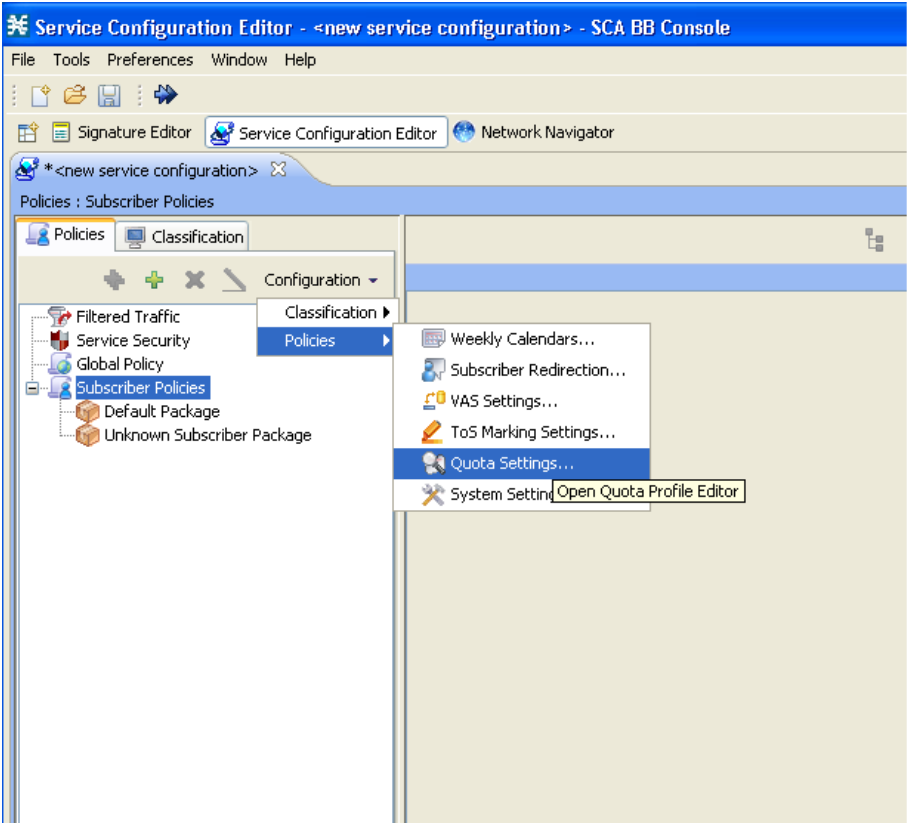 Service Configuration Editor - <new service configuration> - SCA BB Console
File Tools Preferences Window Help
Signature Editor Service Configuration Editor Network Navigator
*<new service configuration>
Policies : Subscriber Policies
Policies Classification
Configuration
Filtered Traffic
Service Security
Global Policy
Subscriber Policies
Default Package
Unknown Subscriber Package
Classification
Policies
Weekly Calendars...
Subscriber Redirection...
VAS Settings...
ToS Marking Settings...
Quota Settings...
System Setting
Open Quota Profile Editor